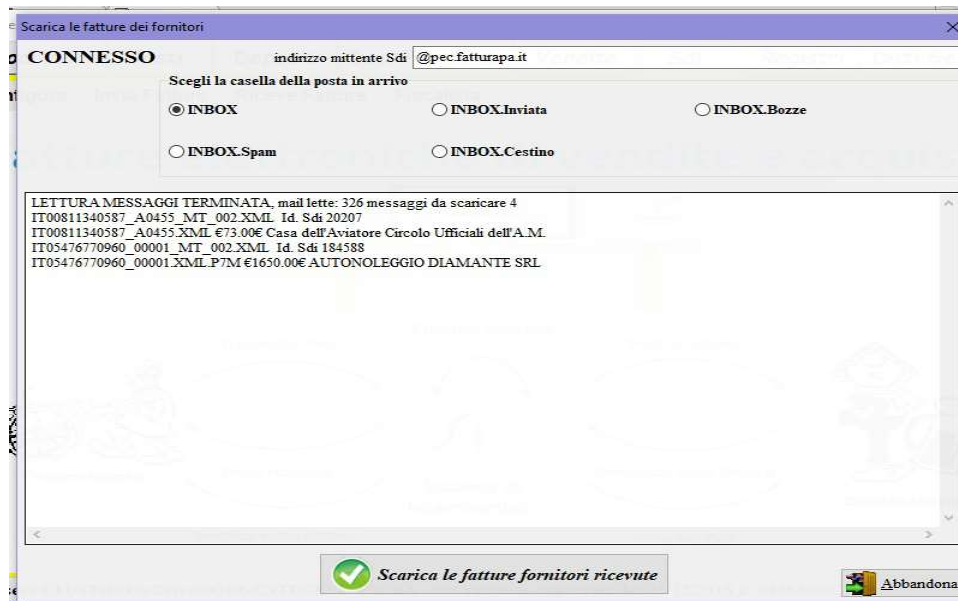 Scarica le fatture dei fornitori
CONNESSO
indirizzo mittente Sdi @pec.fatturapa.it
Scegli la casella della posta in arrivo
INBOX INBOX.Inviata INBOX.Bozze
INBOX.Spam INBOX.Cestino
LETTURA MESSAGGI TERMINATA, mail lette: 326 messaggi da scaricare 4
IT00811340587_A0455_MT_002.XML Id. Sdi 20207
IT00811340587_A0455.XML €73.00€ Casa dell'Aviatore Circolo Ufficiali dell'A.M.
IT05476770960_00001_MT_002.XML Id. Sdi 184588
IT05476770960_00001.XML.P7M €1650.00€ AUTONOLEGGIO DIAMANTE SRL
Scarica le fatture fornitori ricevute
Abbandona